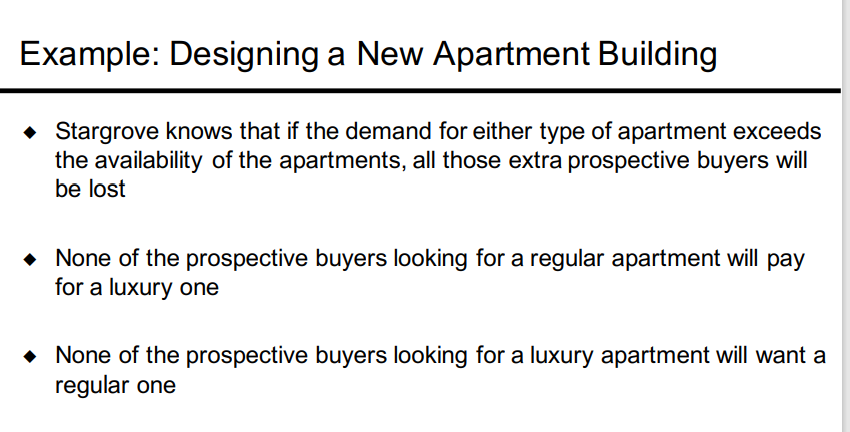 Example: Designing a New Apartment Building
◆ Stargrove knows that if the demand for either type of apartment exceeds
the availability of the apartments, all those extra prospective buyers will
be lost
◆ None of the prospective buyers looking for a regular apartment will pay
for a luxury one
◆ None of the prospective buyers looking for a luxury apartment will want a
regular one